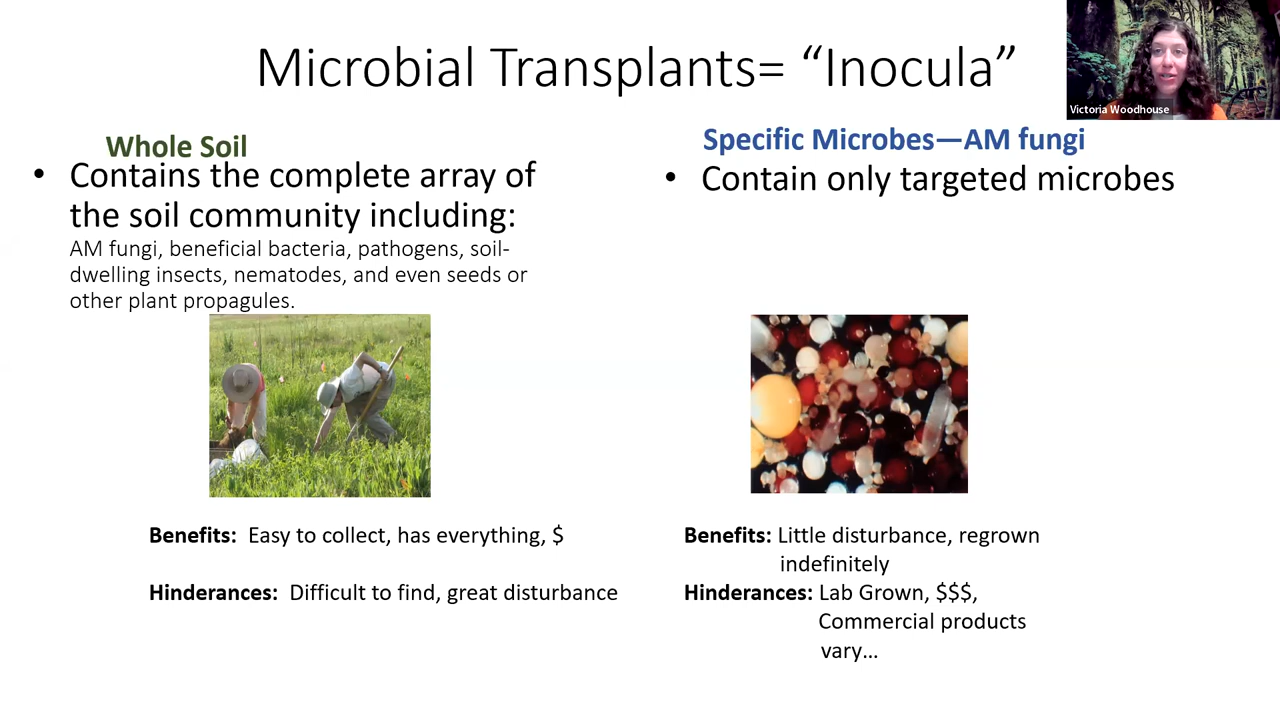 Microbial Transplants= “Inocula”
Victoria Woodhouse
Whole Soil
• Contains the complete array of
the soil community including:
AM fungi, beneficial bacteria, pathogens, soil-
dwelling insects, nematodes, and even seeds or
other plant propagules.
Benefits: Easy to collect, has everything, $
Hinderances: Difficult to find, great disturbance
Specific Microbes—AM fungi
• Contain only targeted microbes
Benefits: Little disturbance, regrown
indefinitely
Hinderances: Lab Grown, $$$,
Commercial products
vary…